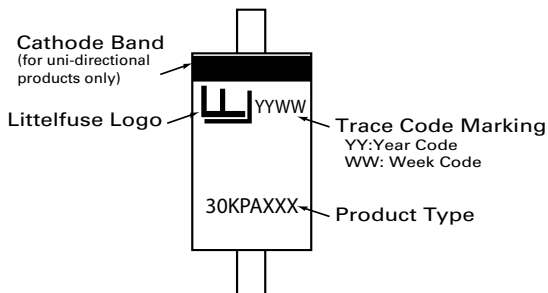 Cathode Band
(for uni-directional
products only)
Littelfuse Logo
YYWW
Trace Code Marking
YY:Year Code
WW: Week Code
30KPAXXX
Product Type